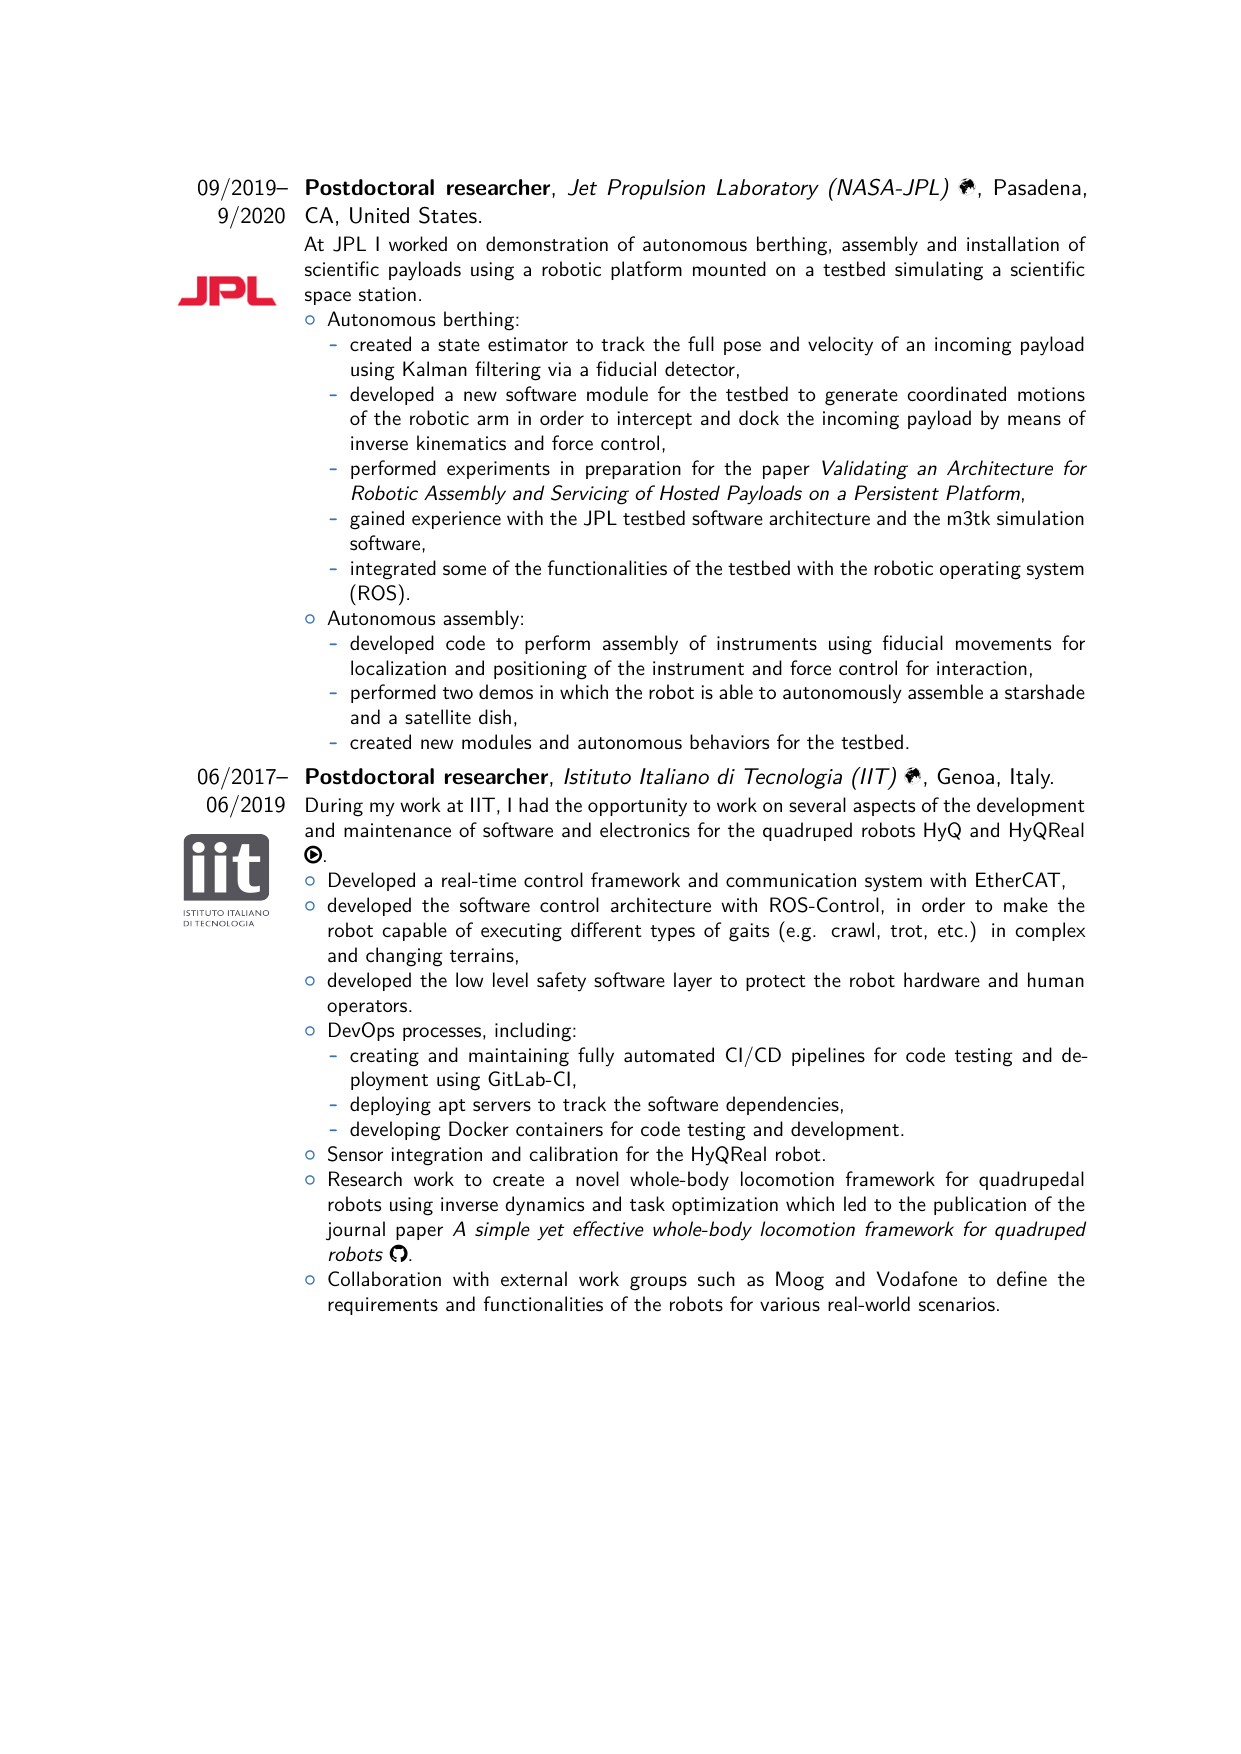 09/2019– Postdoctoral researcher, Jet Propulsion Laboratory (NASA-JPL) , Pasadena,
9/2020 CA, United States.
At JPL I worked on demonstration of autonomous berthing, assembly and installation of
scientific payloads using a robotic platform mounted on a testbed simulating a scientific
space station.
JPL
○ Autonomous berthing:
– created a state estimator to track the full pose and velocity of an incoming payload
using Kalman filtering via a fiducial detector,
– developed a new software module for the testbed to generate coordinated motions
of the robotic arm in order to intercept and dock the incoming payload by means of
inverse kinematics and force control,
– performed experiments in preparation for the paper Validating an Architecture for
Robotic Assembly and Servicing of Hosted Payloads on a Persistent Platform,
– gained experience with the JPL testbed software architecture and the m3tk simulation
software,
– integrated some of the functionalities of the testbed with the robotic operating system
(ROS).
○ Autonomous assembly:
– developed code to perform assembly of instruments using fiducial movements for
localization and positioning of the instrument and force control for interaction,
– performed two demos in which the robot is able to autonomously assemble a starshade
and a satellite dish,
– created new modules and autonomous behaviors for the testbed.
06/2017– Postdoctoral researcher, Istituto Italiano di Tecnologia (IIT) , Genoa, Italy.
06/2019 During my work at IIT, I had the opportunity to work on several aspects of the development
and maintenance of software and electronics for the quadruped robots HyQ and HyQReal
.
iit
ISTITUTO ITALIANO
DI TECNOLOGIA
○ Developed a real-time control framework and communication system with EtherCAT,
○ developed the software control architecture with ROS-Control, in order to make the
robot capable of executing different types of gaits (e.g. crawl, trot, etc.) in complex
and changing terrains,
○ developed the low level safety software layer to protect the robot hardware and human
operators.
○ DevOps processes, including:
– creating and maintaining fully automated CI/CD pipelines for code testing and de-
ployment using GitLab-CI,
– deploying apt servers to track the software dependencies,
– developing Docker containers for code testing and development.
○ Sensor integration and calibration for the HyQReal robot.
○ Research work to create a novel whole-body locomotion framework for quadrupedal
robots using inverse dynamics and task optimization which led to the publication of the
journal paper A simple yet effective whole-body locomotion framework for quadruped
robots .
○ Collaboration with external work groups such as Moog and Vodafone to define the
requirements and functionalities of the robots for various real-world scenarios.